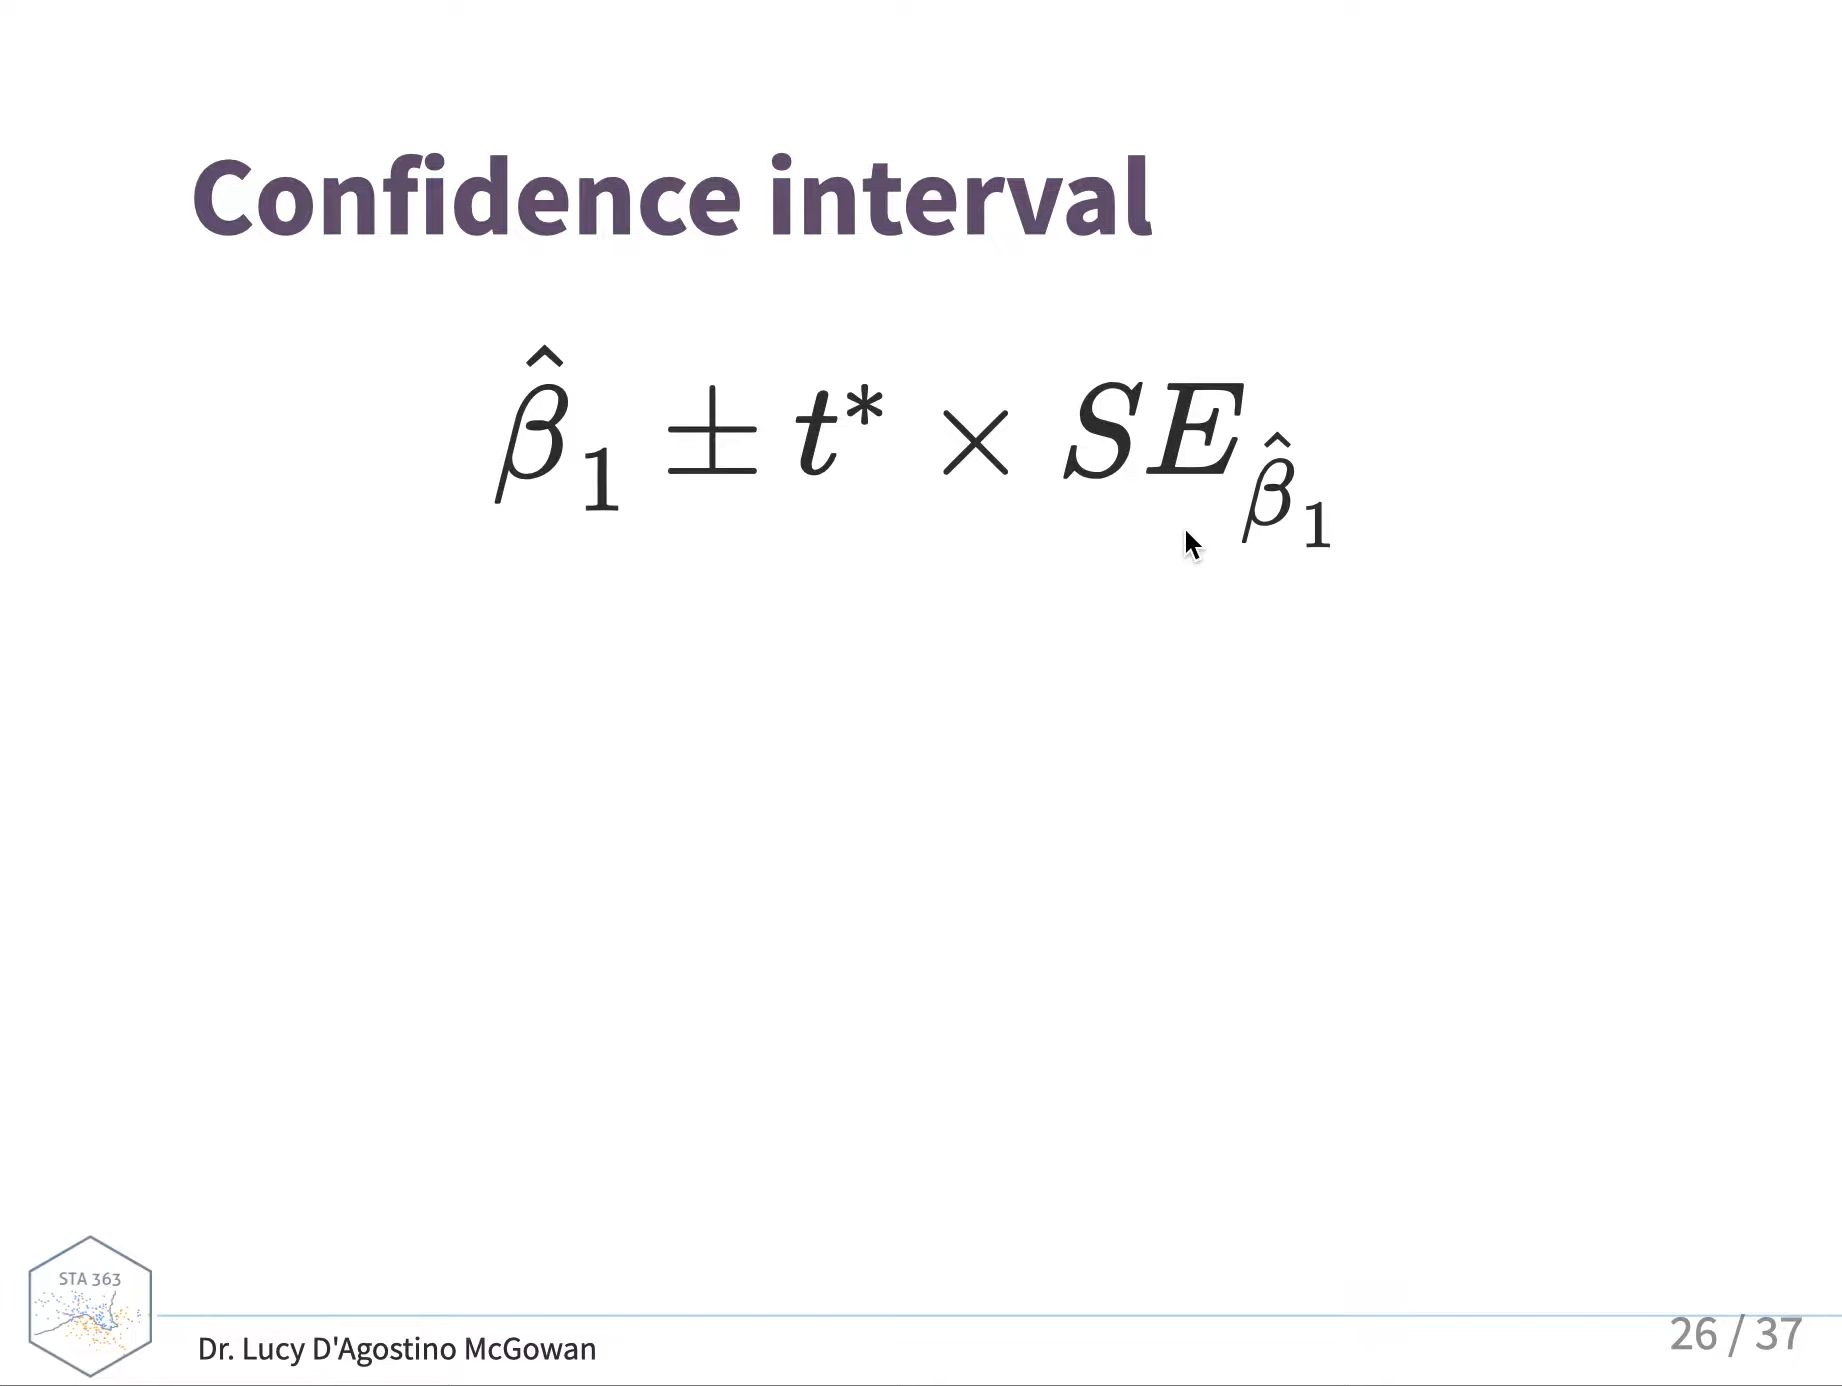 Confidence interval
β̂₁ ± t* × SE_β̂₁
STA 363
Dr. Lucy D'Agostino McGowan
26 / 37